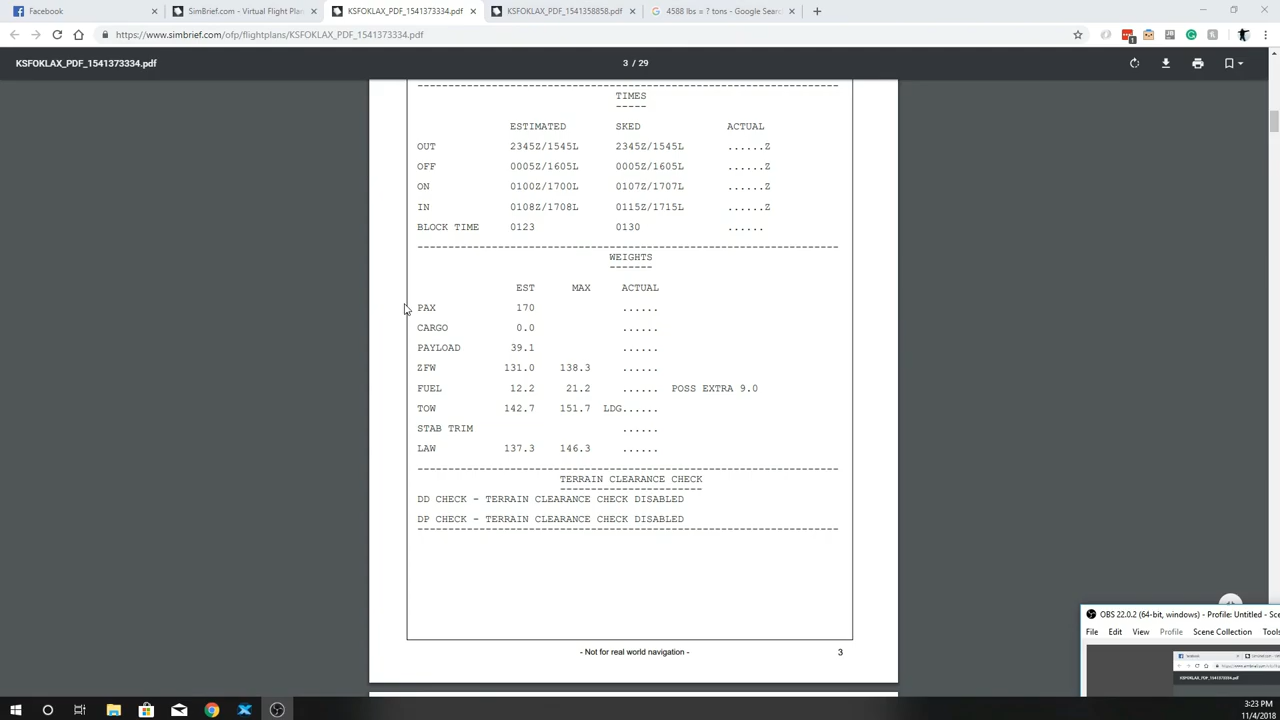 Facebook
SimBrief.com - Virtual Flight Plan
KSFOKLAX_PDF_1541373334.pdf
KSFOKLAX_PDF_1541358858.pdf
4588 lbs = ? tons - Google Search
https://www.simbrief.com/ofp/flightplans/KSFOKLAX_PDF_1541373334.pdf
KSFOKLAX_PDF_1541373334.pdf 3 / 29
TIMES
ESTIMATED SKED ACTUAL
OUT 2345Z/1545L 2345Z/1545L ......Z
OFF 0005Z/1605L 0005Z/1605L ......Z
ON 0100Z/1700L 0107Z/1707L ......Z
IN 0108Z/1708L 0115Z/1715L ......Z
BLOCK TIME 0123 0130 ......
WEIGHTS
EST MAX ACTUAL
PAX 170 ......
CARGO 0.0 ......
PAYLOAD 39.1 ......
ZFW 131.0 138.3 ......
FUEL 12.2 21.2 ...... POSS EXTRA 9.0
TOW 142.7 151.7 LDG......
STAB TRIM ......
LAW 137.3 146.3 ......
TERRAIN CLEARANCE CHECK
DD CHECK - TERRAIN CLEARANCE CHECK DISABLED
DP CHECK - TERRAIN CLEARANCE CHECK DISABLED
- Not for real world navigation - 3
OBS 22.0.2 (64-bit, windows) - Profile: Untitled - Sce
File Edit View Profile Scene Collection Tools
KSFOKLAX_PDF_1541373334.pdf
3:23 PM
11/4/2018